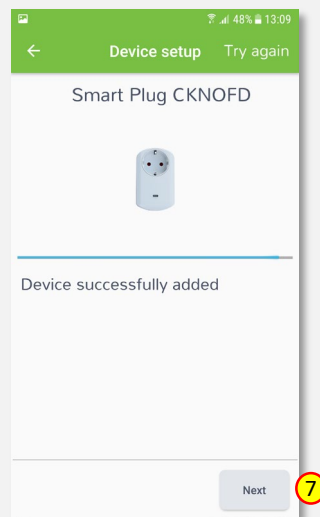 48% 13:09
Device setup Try again
Smart Plug CKNOFD
Device successfully added
Next 7